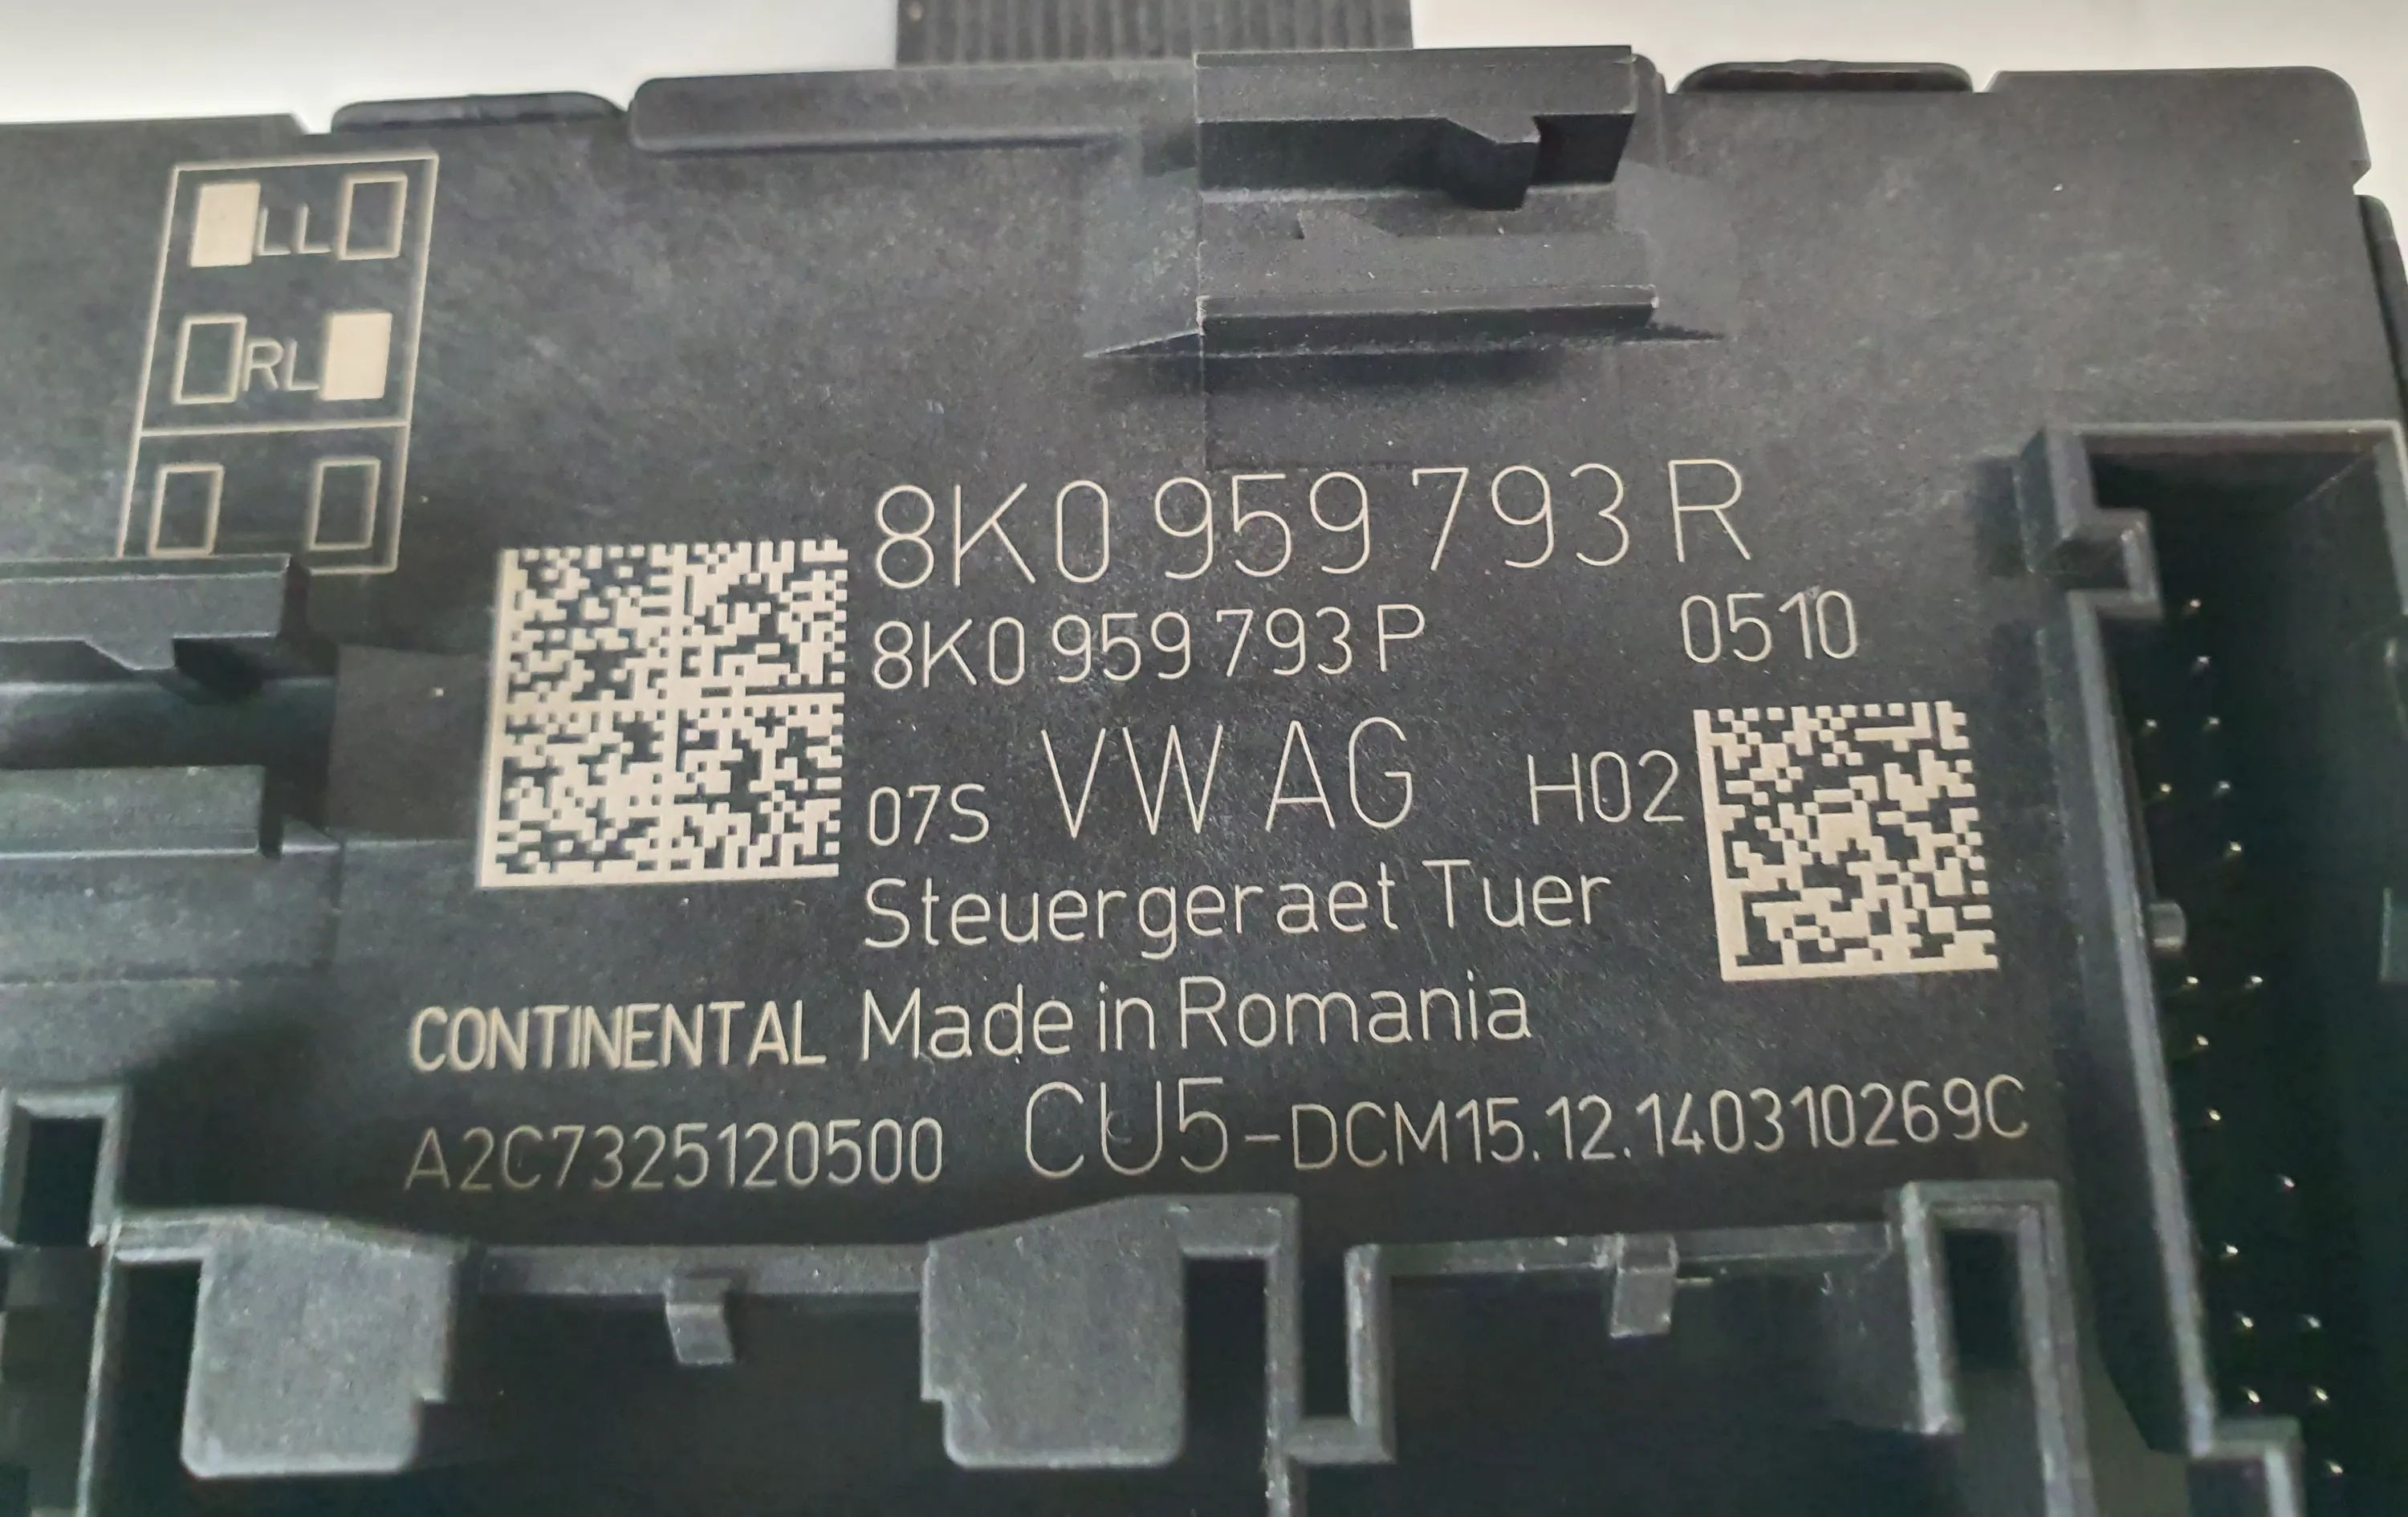 LL
RL
8K0 959 793 R
8K0 959 793 P 0510
07S VW AG H02
Steuergeraet Tuer
CONTINENTAL Made in Romania
A2C7325120500 CU5-DCM15.12.140310269C